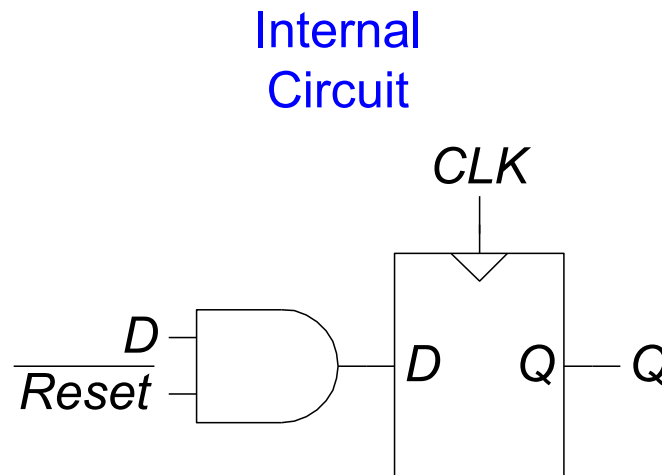 Internal
Circuit
CLK
D
Reset
D
Q
Q